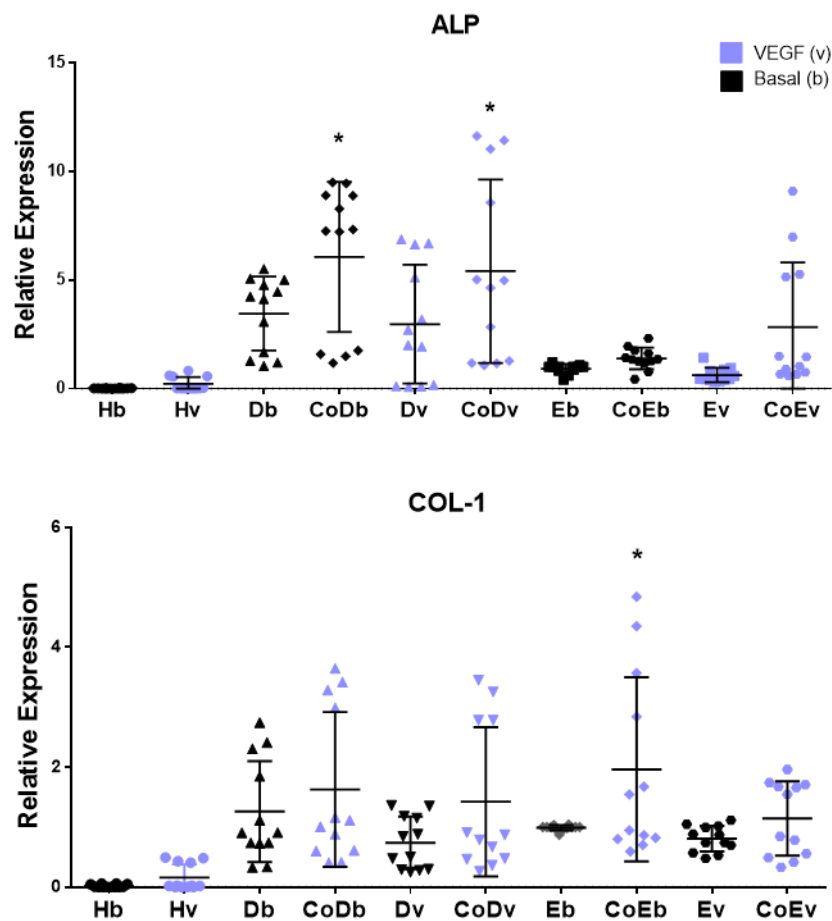 ALP
VEGF (v)
Basal (b)
Relative Expression
15
10
5
0
*
*
Hb Hv Db CoDb Dv CoDv Eb CoEb Ev CoEv
COL-1
Relative Expression
6
4
2
0
*
Hb Hv Db CoDb Dv CoDv Eb CoEb Ev CoEv